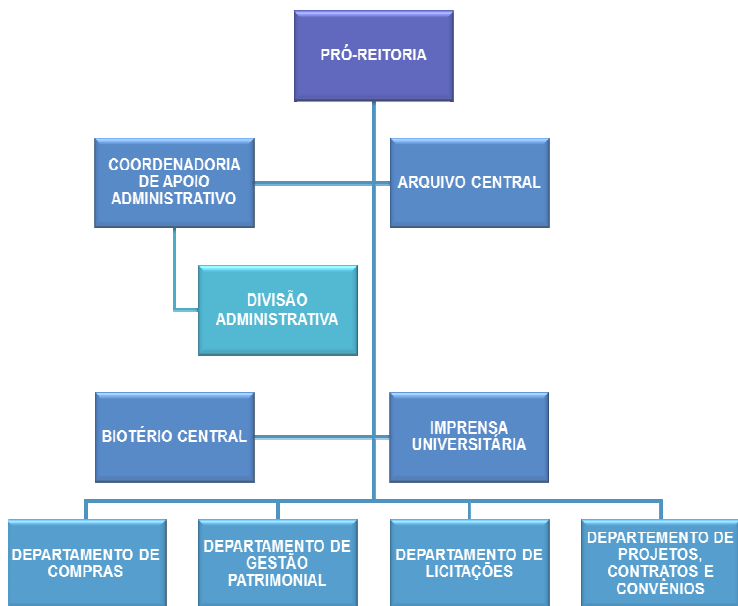 PRÓ-REITORIA
COORDENADORIA
DE APOIO
ADMINISTRATIVO
ARQUIVO CENTRAL
DIVISÃO
ADMINISTRATIVA
BIOTÉRIO CENTRAL
IMPRENSA
UNIVERSITÁRIA
DEPARTAMENTO DE
COMPRAS
DEPARTAMENTO DE
GESTÃO
PATRIMONIAL
DEPARTAMENTO DE
LICITAÇÕES
DEPARTEMENTO DE
PROJETOS,
CONTRATOS E
CONVÊNIOS